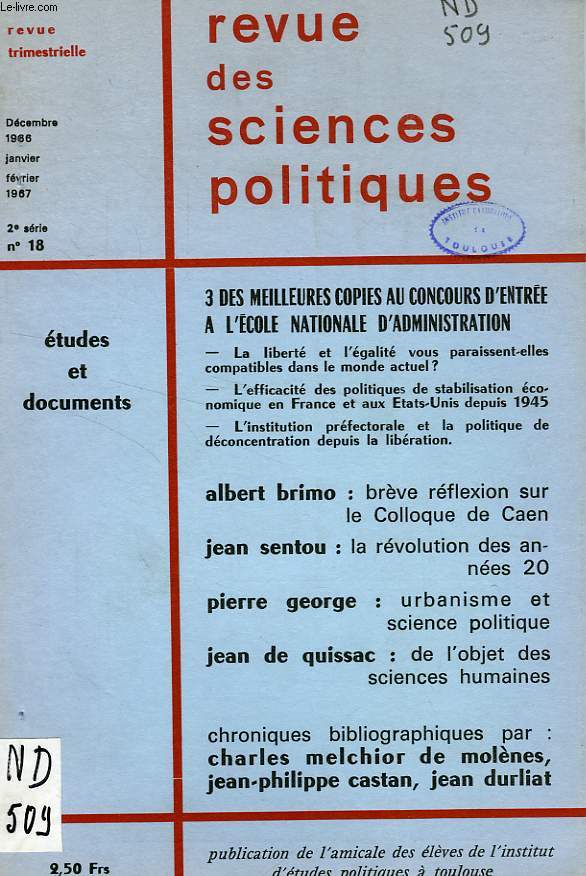 Le-livre.com
ND
509
revue
trimestrielle
revue
des
sciences
politiques
Décembre
1966
janvier
février
1967
2e série
n° 18
INSTITUT CATHOLIQUE
TOULOUSE
études
et
documents
3 DES MEILLEURES COPIES AU CONCOURS D'ENTRÉE
A L'ÉCOLE NATIONALE D'ADMINISTRATION
— La liberté et l'égalité vous paraissent-elles
compatibles dans le monde actuel ?
— L'efficacité des politiques de stabilisation éco-
nomique en France et aux Etats-Unis depuis 1945
— L'institution préfectorale et la politique de
déconcentration depuis la libération.
albert brimo : brève réflexion sur
le Colloque de Caen
jean sentou : la révolution des an-
nées 20
pierre george : urbanisme et
science politique
jean de quissac : de l'objet des
sciences humaines
chroniques bibliographiques par :
charles melchior de molènes,
jean-philippe castan, jean durliat
ND
509
2,50 Frs
publication de l'amicale des élèves de l'institut
d'études politiques à toulouse